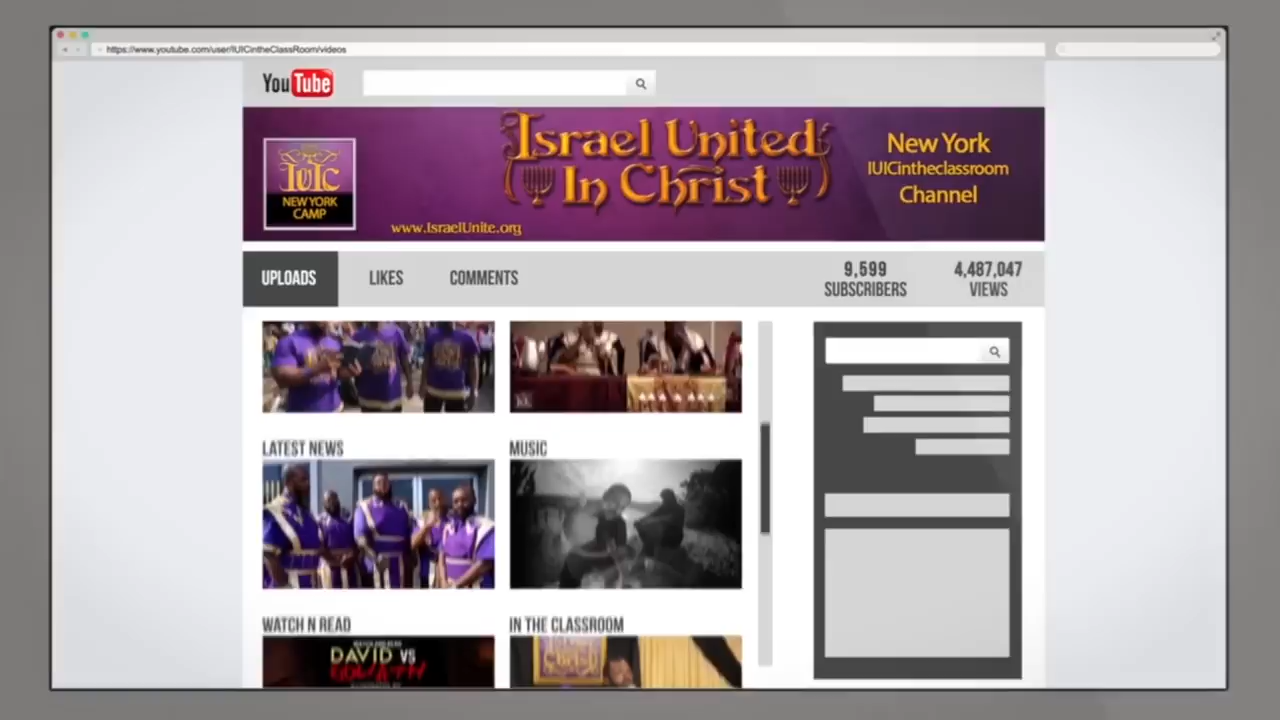 https://www.youtube.com/user/IUICintheClassRoom/videos
YouTube
IUIC
NEW YORK
CAMP
www.IsraelUnite.org
Israel United
In Christ
New York
IUICintheclassroom
Channel
UPLOADS
LIKES
COMMENTS
9,599
SUBSCRIBERS
4,487,047
VIEWS
LATEST NEWS
MUSIC
WATCH N READ
IN THE CLASSROOM
DAVID VS